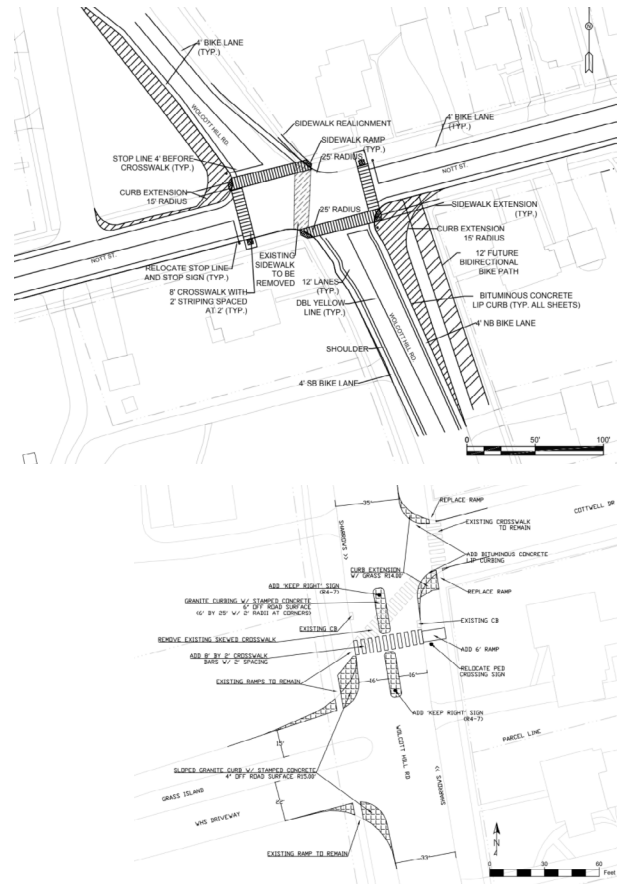 4' BIKE LANE
(TYP.)
WOLCOTT HILL RD
SIDEWALK REALIGNMENT
SIDEWALK RAMP
(TYP.)
25' RADIUS
4' BIKE LANE
(TYP.)
NOTT ST.
STOP LINE 4' BEFORE
CROSSWALK (TYP.)
CURB EXTENSION
15' RADIUS
25' RADIUS
SIDEWALK EXTENSION
(TYP.)
CURB EXTENSION
15' RADIUS
12' FUTURE
BIDIRECTIONAL
BIKE PATH
NOTT ST.
RELOCATE STOP LINE
AND STOP SIGN (TYP.)
EXISTING
SIDEWALK
TO BE
REMOVED
8' CROSSWALK WITH
2' STRIPING SPACED
AT 2' (TYP.)
12' LANES
(TYP.)
DBL YELLOW
LINE (TYP.)
BITUMINOUS CONCRETE
LIP CURB (TYP. ALL SHEETS)
WOLCOTT HILL RD
4' NB BIKE LANE
SHOULDER
4' SB BIKE LANE
0 50' 100'
35'
REPLACE RAMP
SHARROWS >>
EXISTING CROSSWALK
TO REMAIN
COTTWELL DR
ADD BITUMINOUS CONCRETE
LIP CURBING
CURB EXTENSION
W/ GRASS R14.00'
ADD 'KEEP RIGHT' SIGN
(R4-7)
REPLACE RAMP
GRANITE CURBING W/ STAMPED CONCRETE
6" OFF ROAD SURFACE
(6' BY 25' W/ 2' RADII AT CORNERS)
EXISTING CB
EXISTING CB
REMOVE EXISTING SKEWED CROSSWALK
ADD 6' RAMP
ADD 8' BY 2' CROSSWALK
BARS W/ 2' SPACING
RELOCATE PED
CROSSING SIGN
EXISTING RAMPS TO REMAIN
16'
16'
ADD 'KEEP RIGHT' SIGN
(R4-7)
WOLCOTT HILL RD
PARCEL LINE
15'
SLOPED GRANITE CURB W/ STAMPED CONCRETE
4" OFF ROAD SURFACE R15.00'
SHARROWS >>
GRASS ISLAND
WHS DRIVEWAY
EXISTING RAMP TO REMAIN
33'
N
0 30 60
Feet